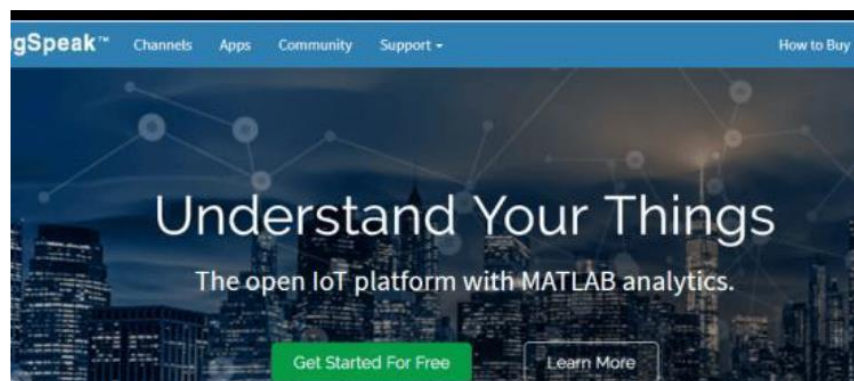 gSpeak™ Channels Apps Community Support How to Buy
Understand Your Things
The open IoT platform with MATLAB analytics.
Get Started For Free Learn More